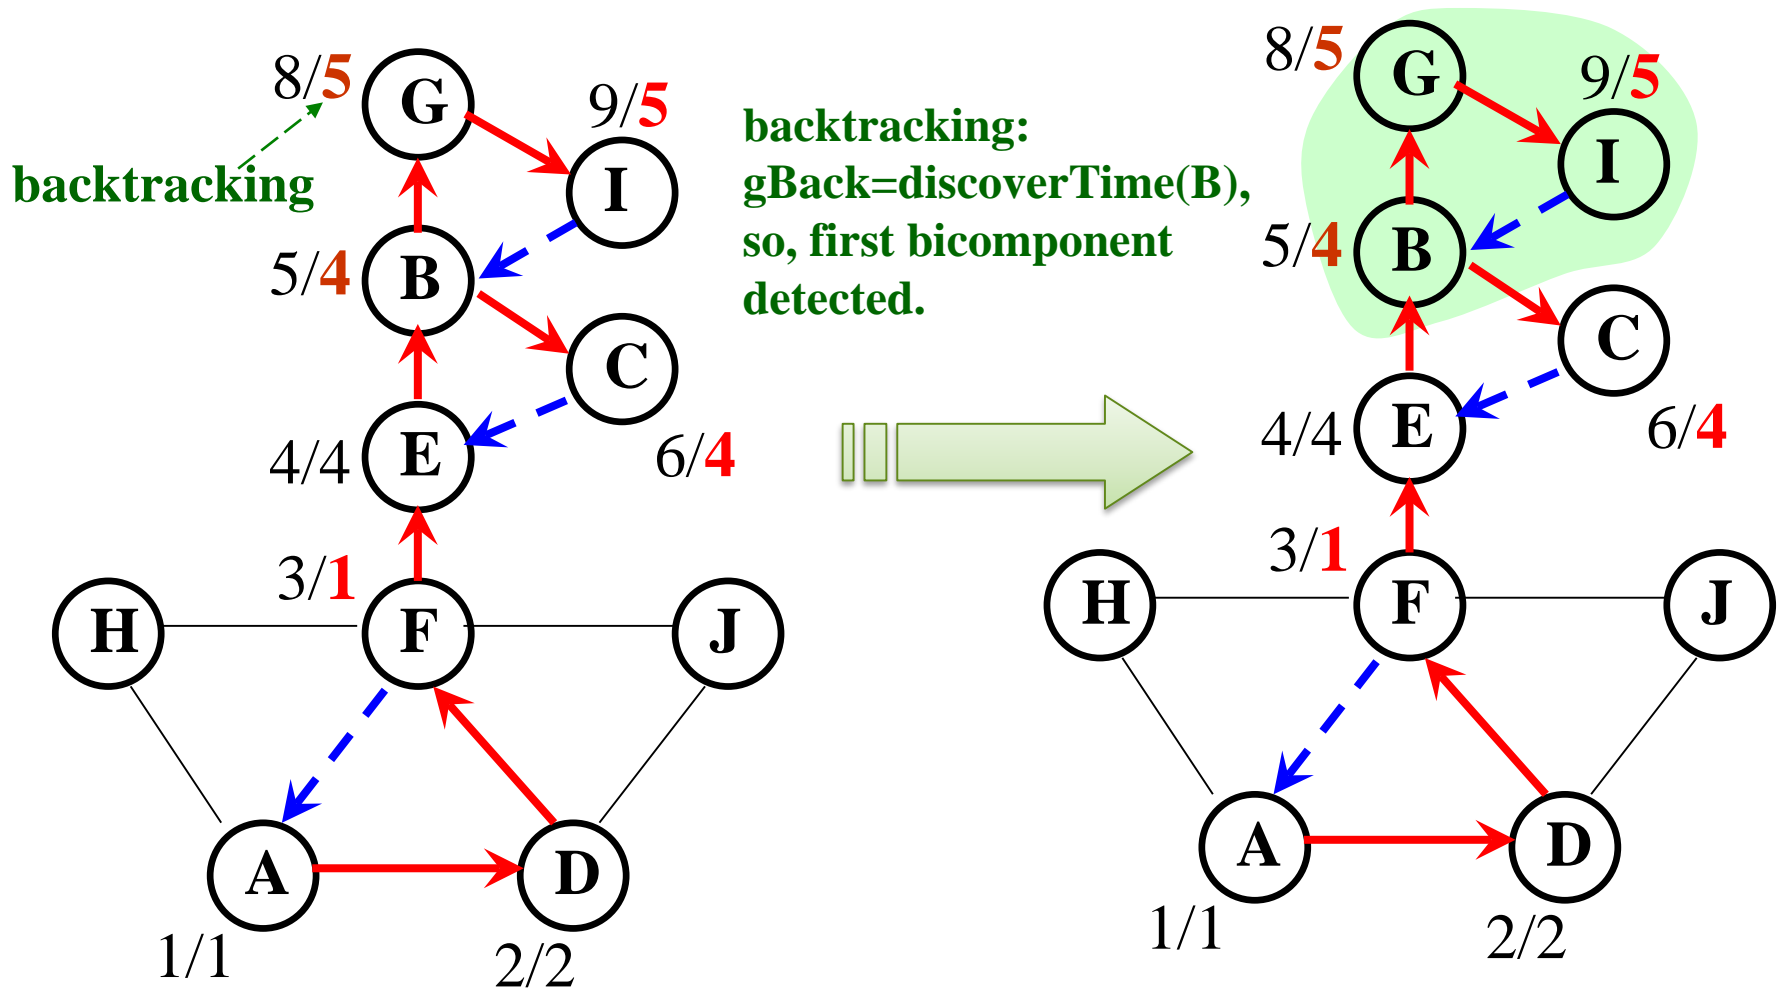 8/5
G
9/5
backtracking
I
5/4
B
C
4/4
E
6/4
3/1
H
F
J
A
D
1/1
2/2
backtracking:
gBack=discoverTime(B),
so, first bicomponent
detected.
8/5
G
9/5
I
5/4
B
C
4/4
E
6/4
3/1
H
F
J
A
D
1/1
2/2